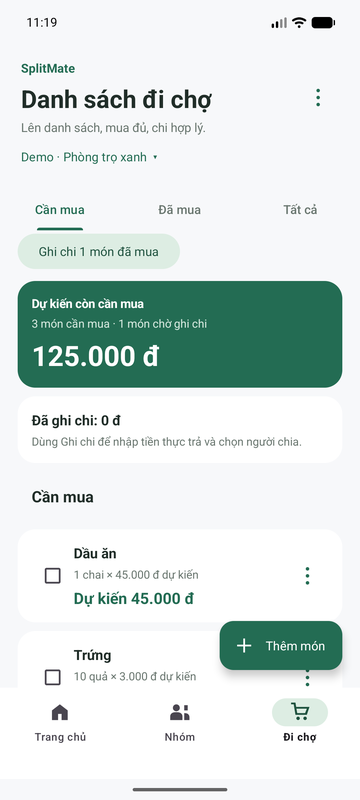 11:19
SplitMate
Danh sách đi chợ
Lên danh sách, mua đủ, chi hợp lý.
Demo · Phòng trọ xanh
Cần mua
Đã mua
Tất cả
Ghi chi 1 món đã mua
Dự kiến còn cần mua
3 món cần mua · 1 món chờ ghi chi
125.000 đ
Đã ghi chi: 0 đ
Dùng Ghi chi để nhập tiền thực trả và chọn người chia.
Cần mua
Dầu ăn
1 chai × 45.000 đ dự kiến
Dự kiến 45.000 đ
Trứng
10 quả × 3.000 đ dự kiến
Thêm món
Trang chủ
Nhóm
Đi chợ